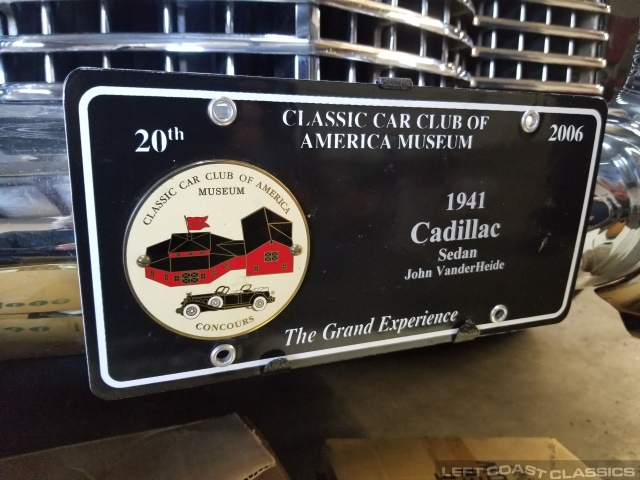 20th
CLASSIC CAR CLUB OF
AMERICA MUSEUM
2006
CLASSIC CAR CLUB OF AMERICA
MUSEUM
CONCOURS
1941
Cadillac
Sedan
John VanderHeide
The Grand Experience
LEFT COAST CLASSICS